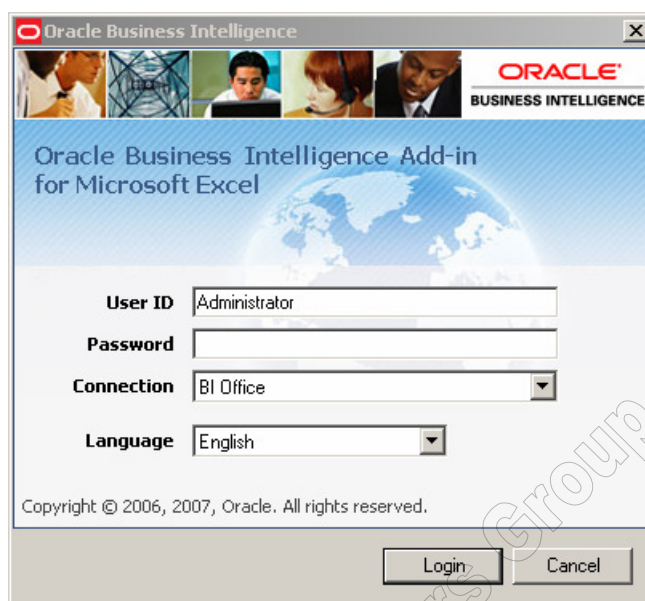 Oracle Business Intelligence
ORACLE
BUSINESS INTELLIGENCE
Oracle Business Intelligence Add-in
for Microsoft Excel
User ID Administrator
Password
Connection BI Office
Language English
Copyright © 2006, 2007, Oracle. All rights reserved.
Login Cancel
Group